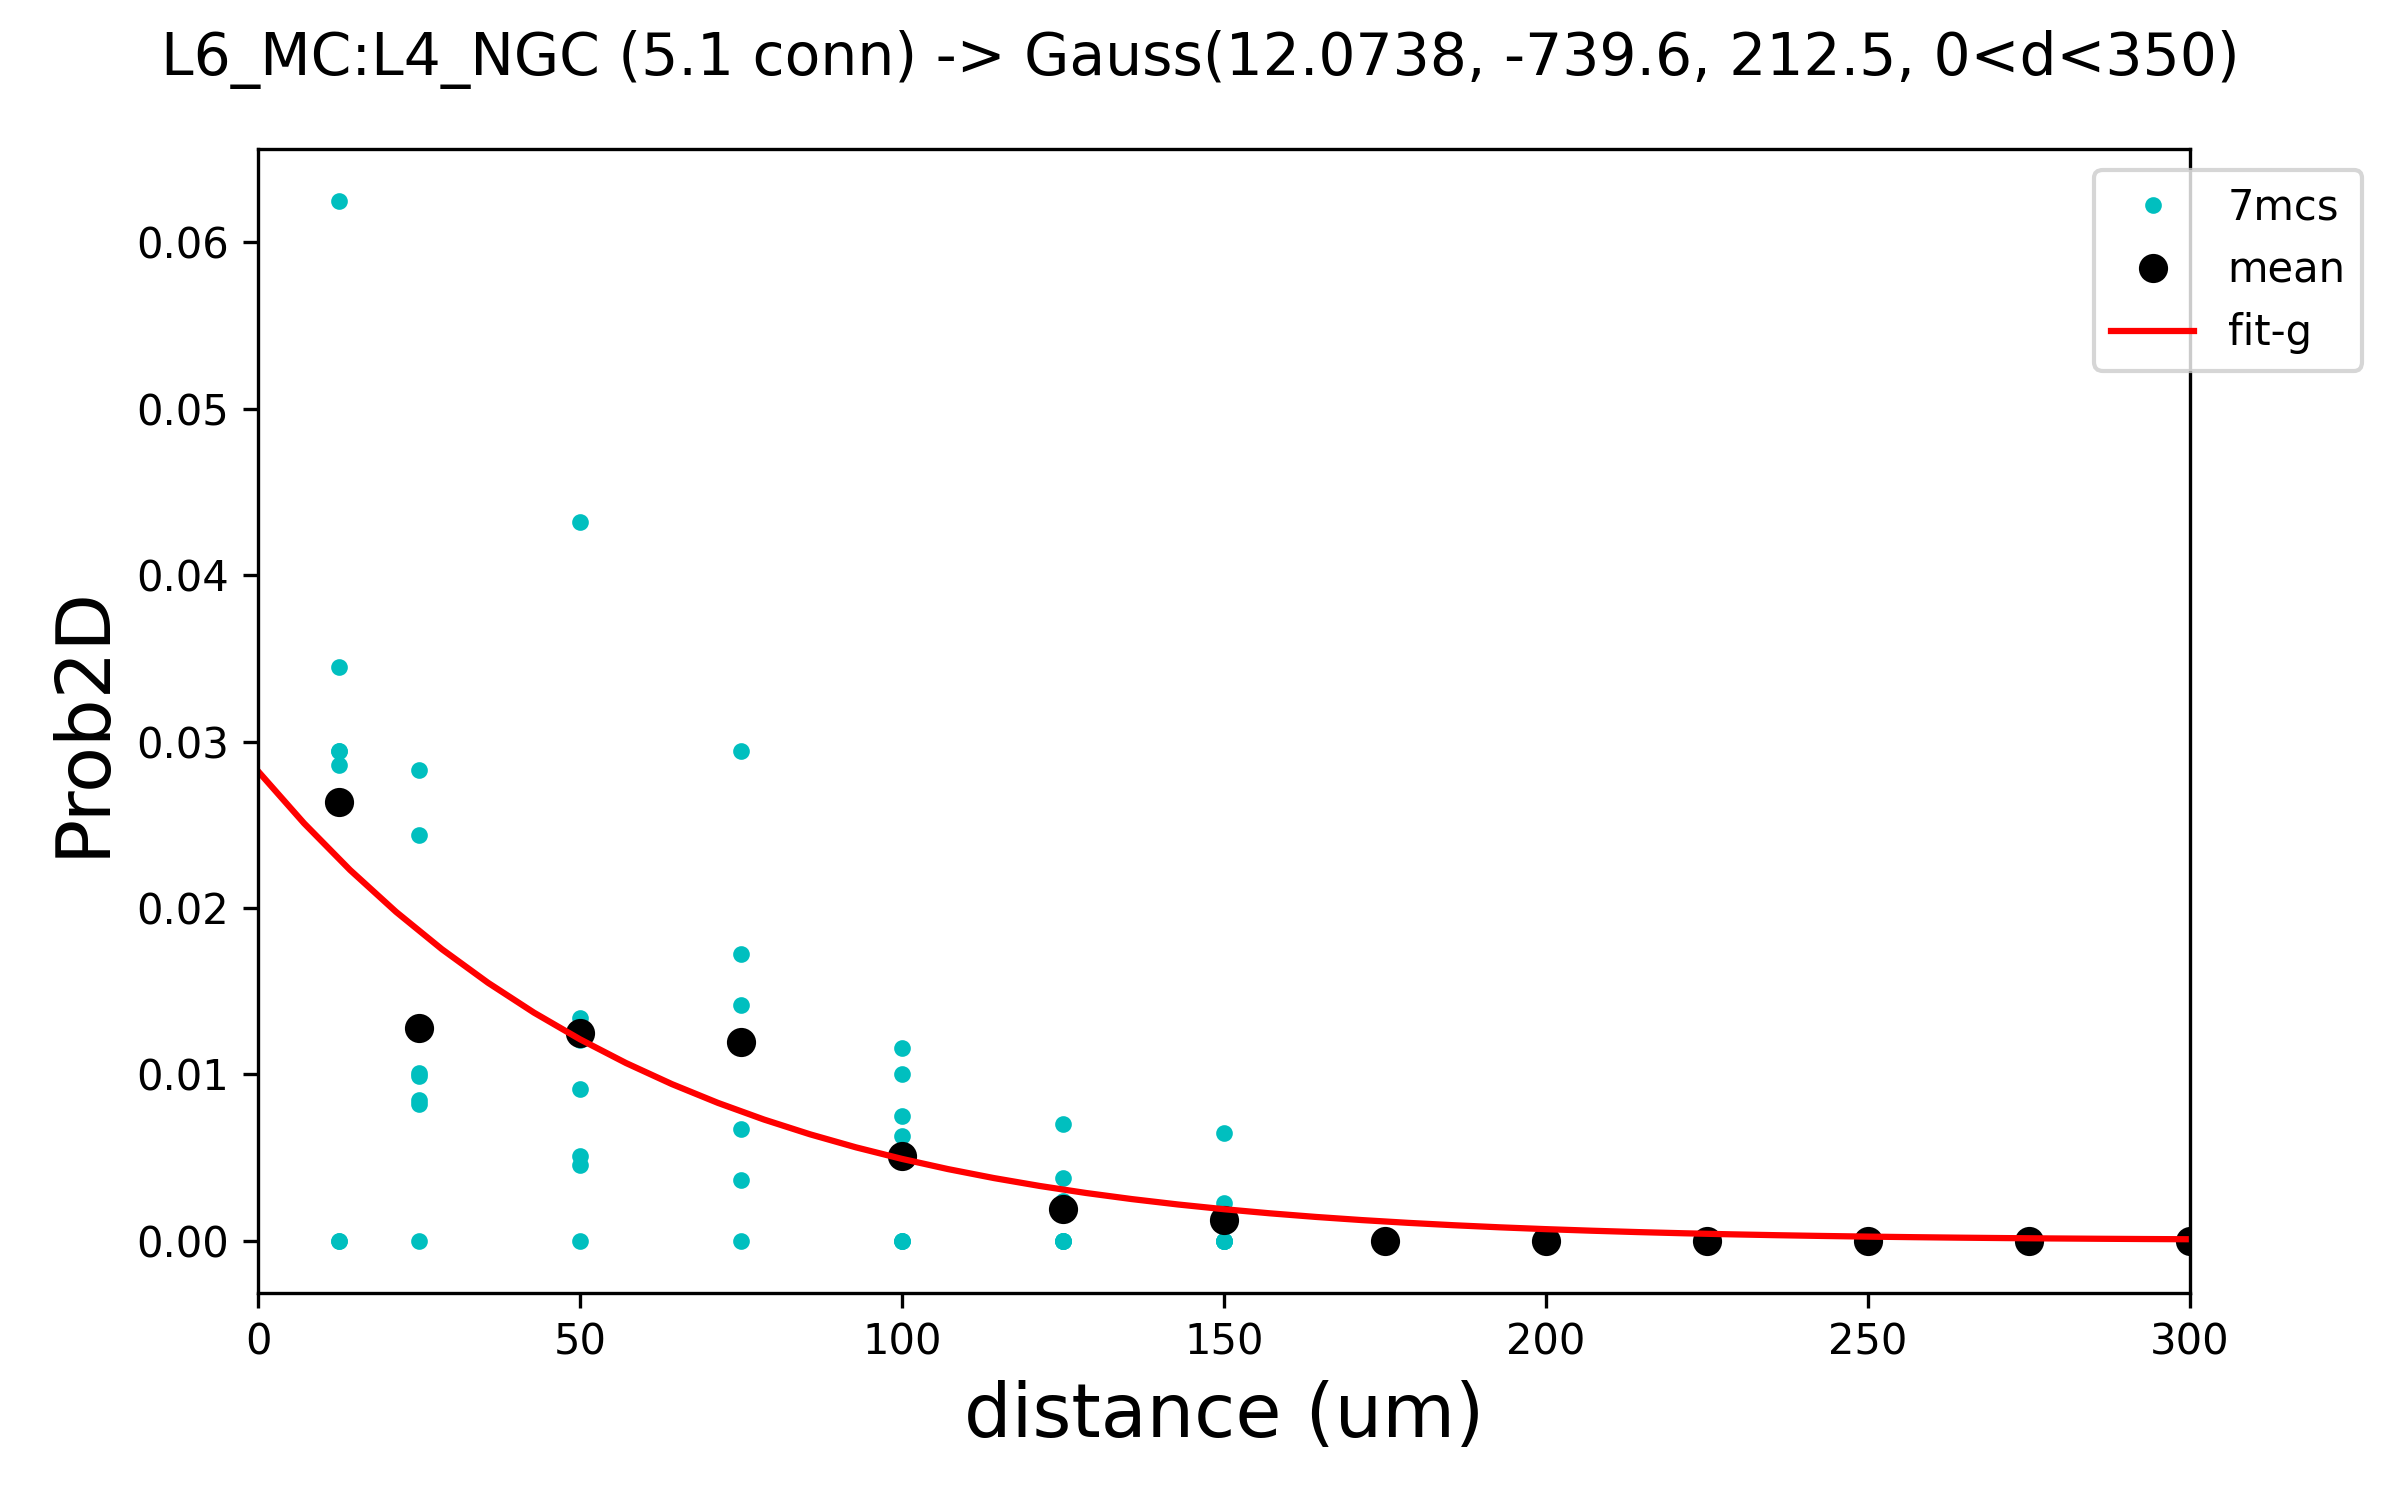 L6_MC:L4_NGC (5.1 conn) -> Gauss(12.0738, -739.6, 212.5, 0<d<350)
7mcs
mean
fit-g
0.06
0.05
0.04
0.03
0.02
0.01
0.00
Prob2D
0
50
100
150
200
250
300
distance (um)